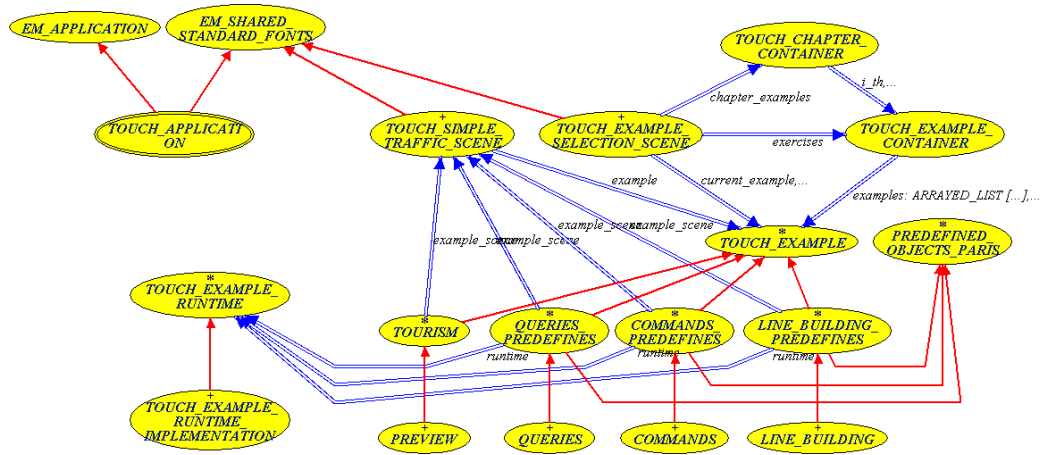 EM_APPLICATION
EM_SHARED_
STANDARD_FONTS
TOUCH_CHAPTER_
CONTAINER
i_th,...
chapter_examples
+
TOUCH_APPLICATI
ON
+
TOUCH_SIMPLE_
TRAFFIC_SCENE
+
TOUCH_EXAMPLE_
SELECTION_SCENE
exercises
TOUCH_EXAMPLE_
CONTAINER
example
current_example,...
examples: ARRAYED_LIST [...],...
example_scene
example_scene
example_scene
example_scene
*
TOUCH_EXAMPLE
*
PREDEFINED_
OBJECTS_PARIS
*
TOUCH_EXAMPLE_
RUNTIME
*
TOURISM
*
QUERIES_
PREDEFINES
*
COMMANDS_
PREDEFINES
*
LINE_BUILDING_
PREDEFINES
runtime
runtime
runtime
+
TOUCH_EXAMPLE_
RUNTIME_
IMPLEMENTATION
+
PREVIEW
+
QUERIES
+
COMMANDS
+
LINE_BUILDING